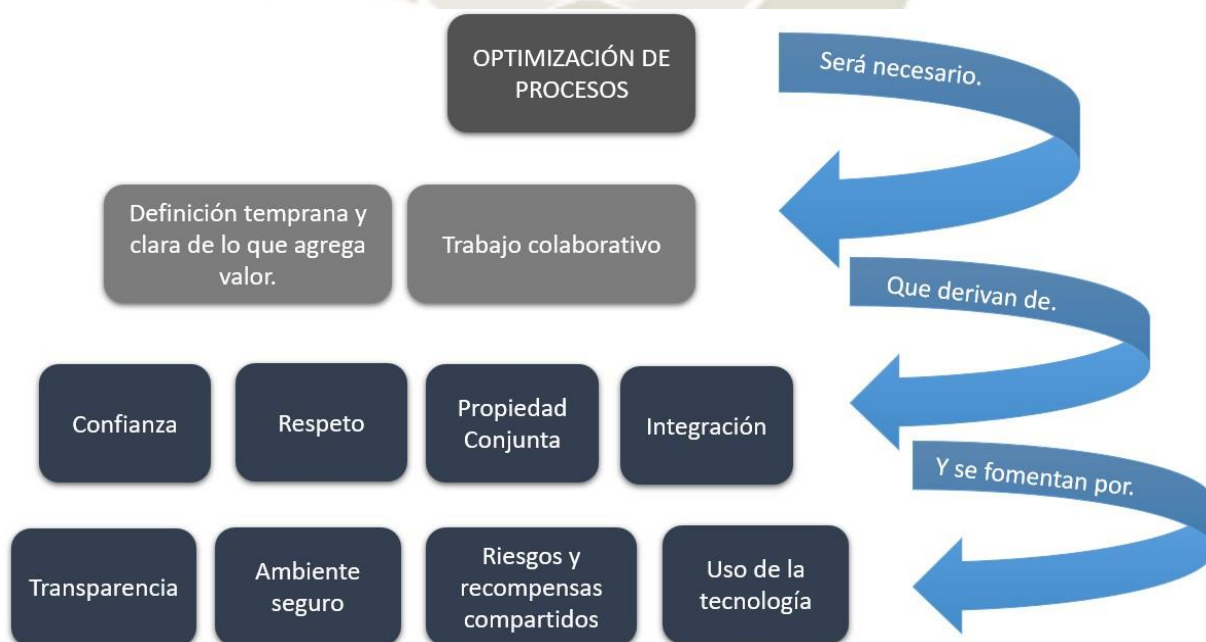 OPTIMIZACIÓN DE
PROCESOS
Será necesario.
Definición temprana y
clara de lo que agrega
valor.
Trabajo colaborativo
Que derivan de.
Confianza
Respeto
Propiedad
Conjunta
Integración
Y se fomentan por.
Transparencia
Ambiente
seguro
Riesgos y
recompensas
compartidos
Uso de la
tecnología